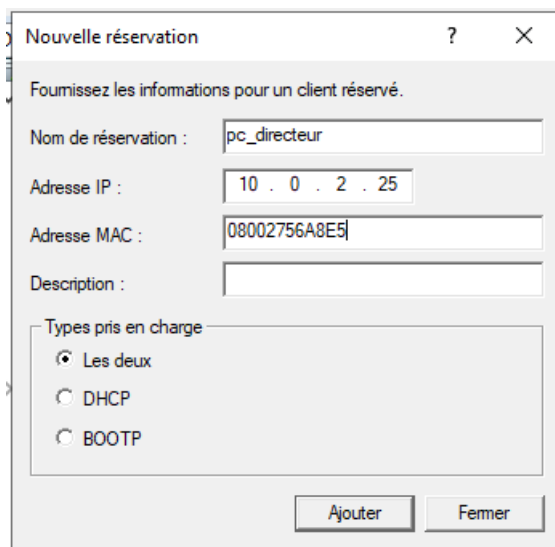 Nouvelle réservation ? ×
Fournissez les informations pour un client réservé.
Nom de réservation : pc_directeur
Adresse IP : 10 . 0 . 2 . 25
Adresse MAC : 08002756A8E5
Description :
Types pris en charge
Les deux
DHCP
BOOTP
Ajouter Fermer